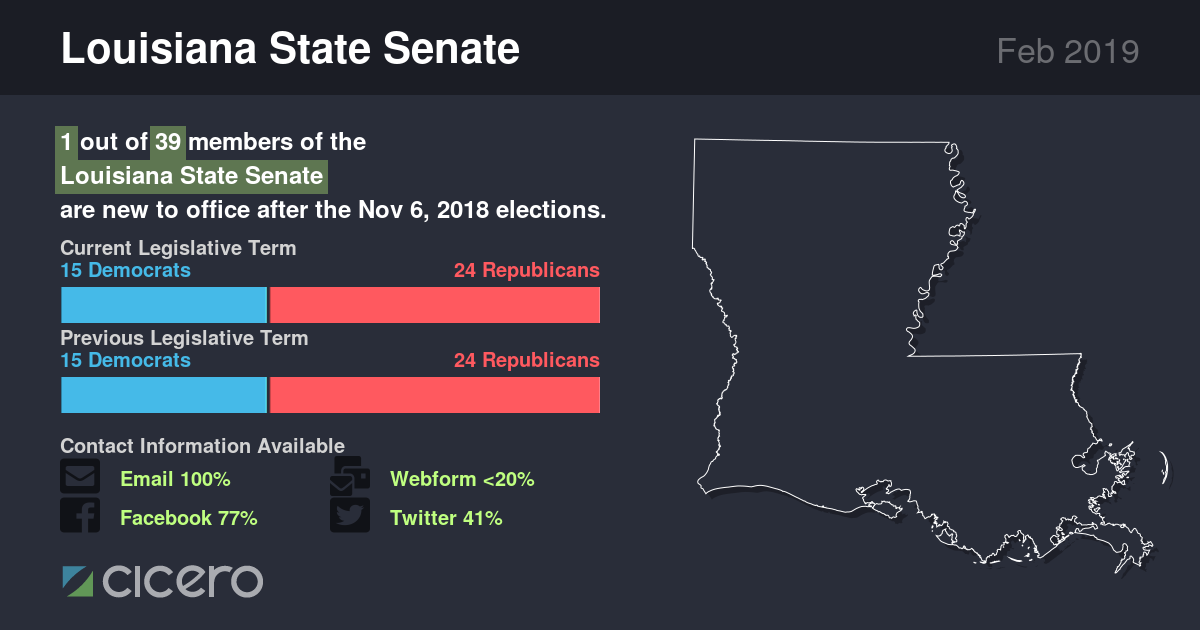 Louisiana State Senate
Feb 2019
1 out of 39 members of the
Louisiana State Senate
are new to office after the Nov 6, 2018 elections.
Current Legislative Term
15 Democrats 24 Republicans
Previous Legislative Term
15 Democrats 24 Republicans
Contact Information Available
Email 100% Webform <20%
Facebook 77% Twitter 41%
cicero